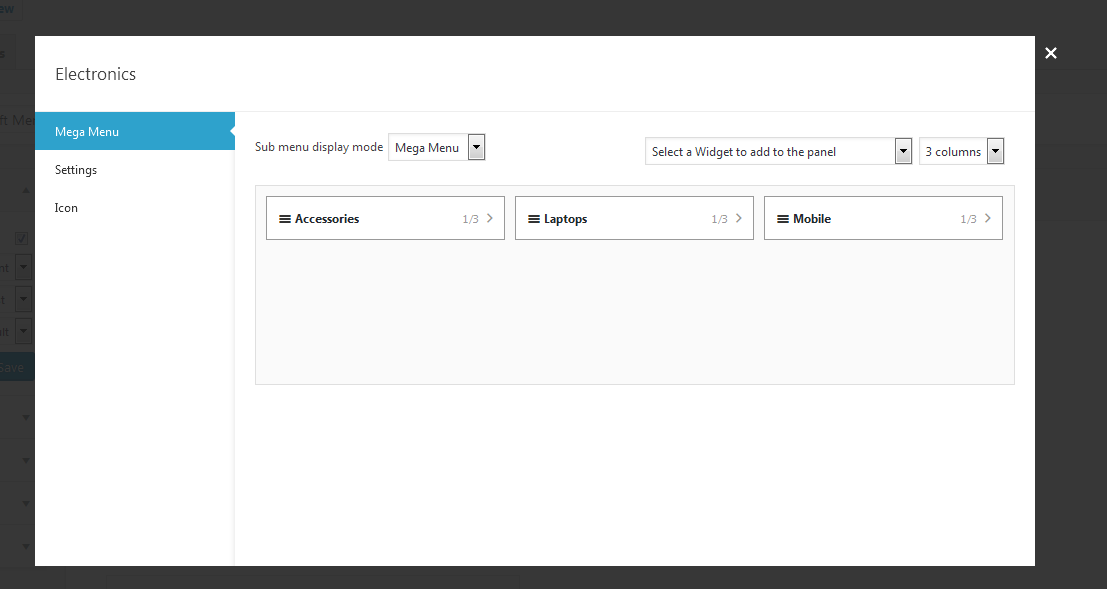 Electronics
Mega Menu
Settings
Icon
Sub menu display mode Mega Menu
Select a Widget to add to the panel 3 columns
Accessories 1/3
Laptops 1/3
Mobile 1/3
Save